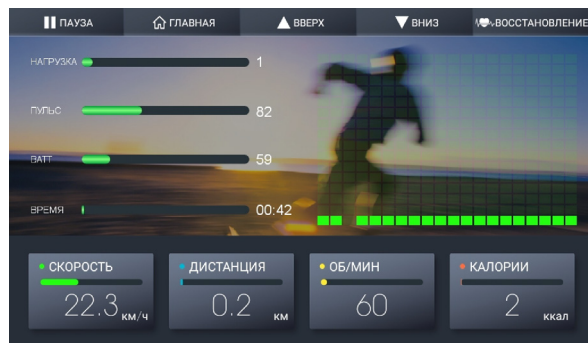 ПАУЗА ГЛАВНАЯ ВВЕРХ ВНИЗ ВОССТАНОВЛЕНИЕ
НАГРУЗКА 1
ПУЛЬС 82
ВАТТ 59
ВРЕМЯ 00:42
СКОРОСТЬ ДИСТАНЦИЯ ОБ/МИН КАЛОРИИ
22.3 км/ч 0.2 км 60 2 ккал